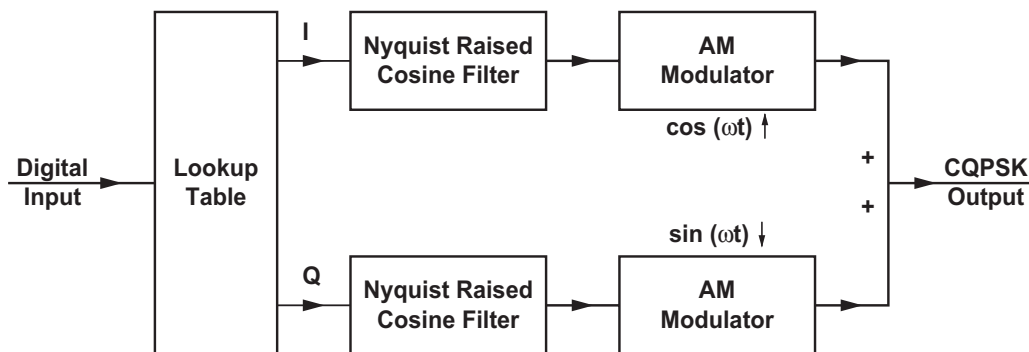 I
Nyquist Raised
Cosine Filter
AM
Modulator
cos (ωt)
Digital
Input
Lookup
Table
+
+
CQPSK
Output
sin (ωt)
Q
Nyquist Raised
Cosine Filter
AM
Modulator